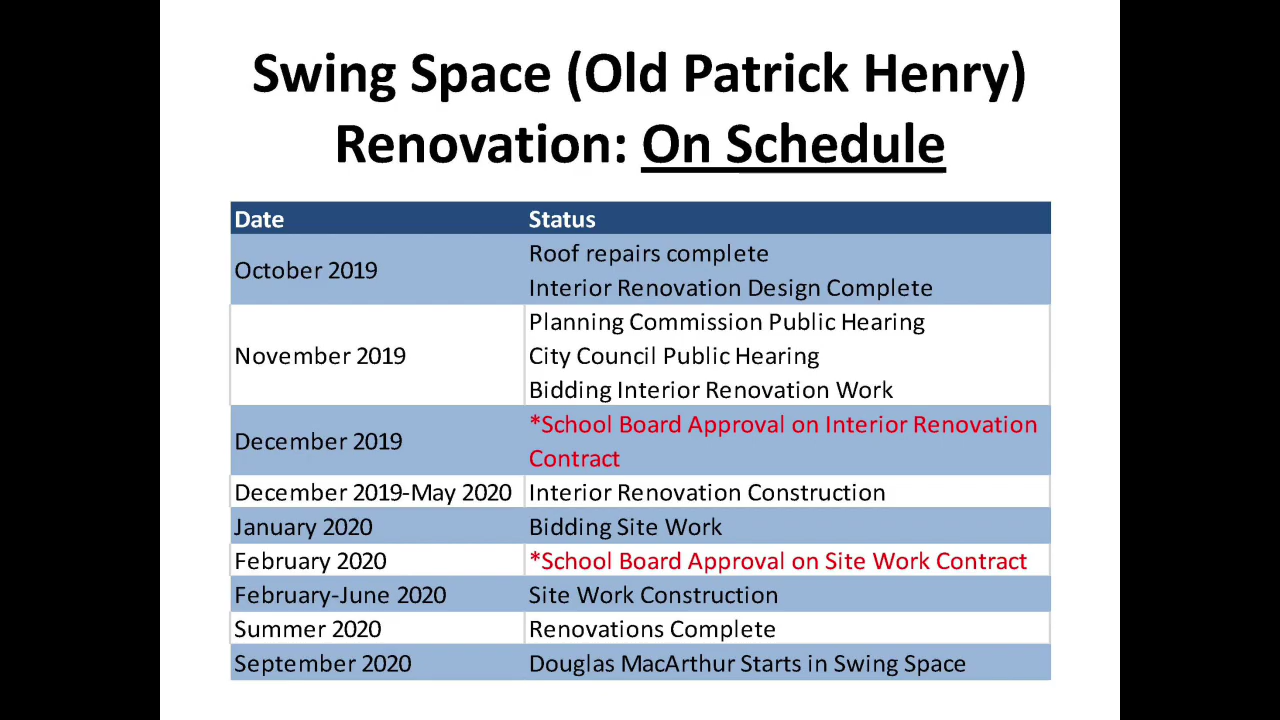 Swing Space (Old Patrick Henry)
Renovation: On Schedule
Date Status
October 2019
Roof repairs complete
Interior Renovation Design Complete
November 2019
Planning Commission Public Hearing
City Council Public Hearing
Bidding Interior Renovation Work
December 2019
*School Board Approval on Interior Renovation
Contract
December 2019-May 2020 Interior Renovation Construction
January 2020 Bidding Site Work
February 2020 *School Board Approval on Site Work Contract
February-June 2020 Site Work Construction
Summer 2020 Renovations Complete
September 2020 Douglas MacArthur Starts in Swing Space